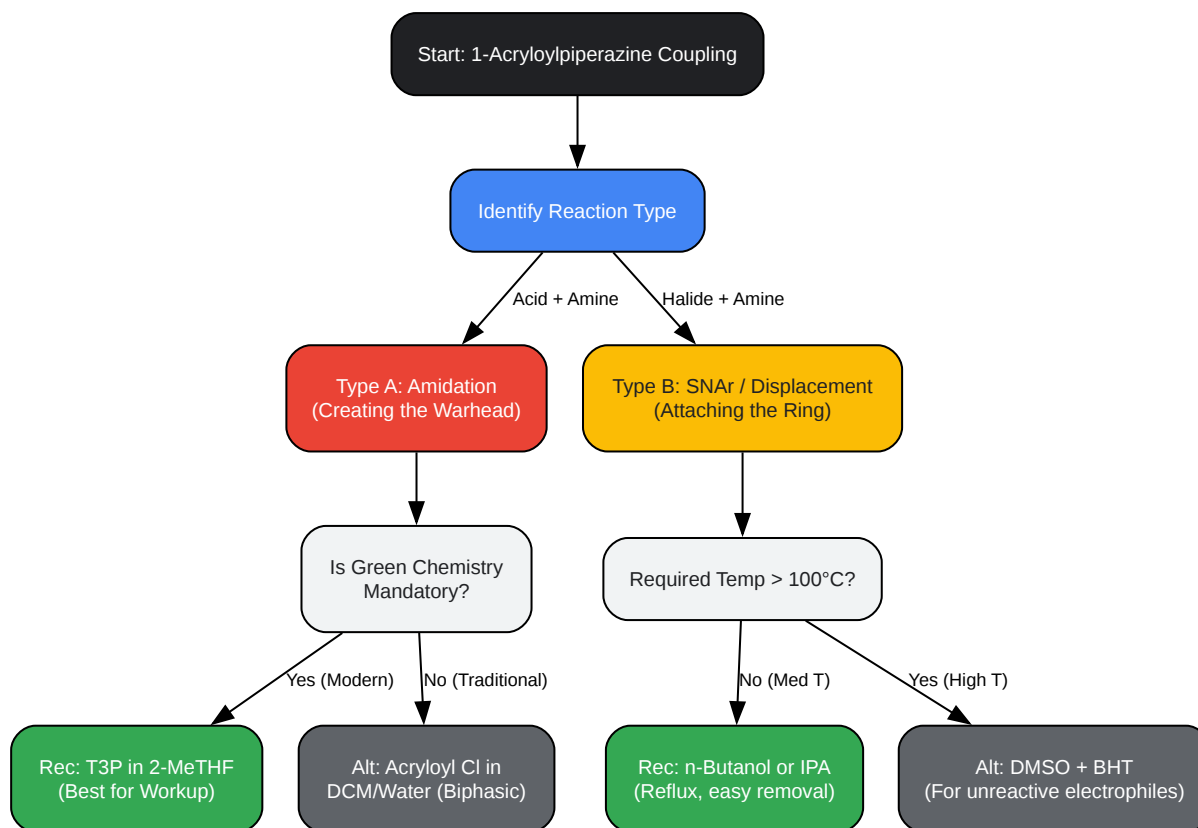 Start: 1-Acryloylpiperazine Coupling
Identify Reaction Type
Acid + Amine
Halide + Amine
Type A: Amidation
(Creating the Warhead)
Type B: SNAr / Displacement
(Attaching the Ring)
Is Green Chemistry
Mandatory?
Required Temp > 100°C?
Yes (Modern)
No (Traditional)
No (Med T)
Yes (High T)
Rec: T3P in 2-MeTHF
(Best for Workup)
Alt: Acryloyl Cl in
DCM/Water (Biphasic)
Rec: n-Butanol or IPA
(Reflux, easy removal)
Alt: DMSO + BHT
(For unreactive electrophiles)